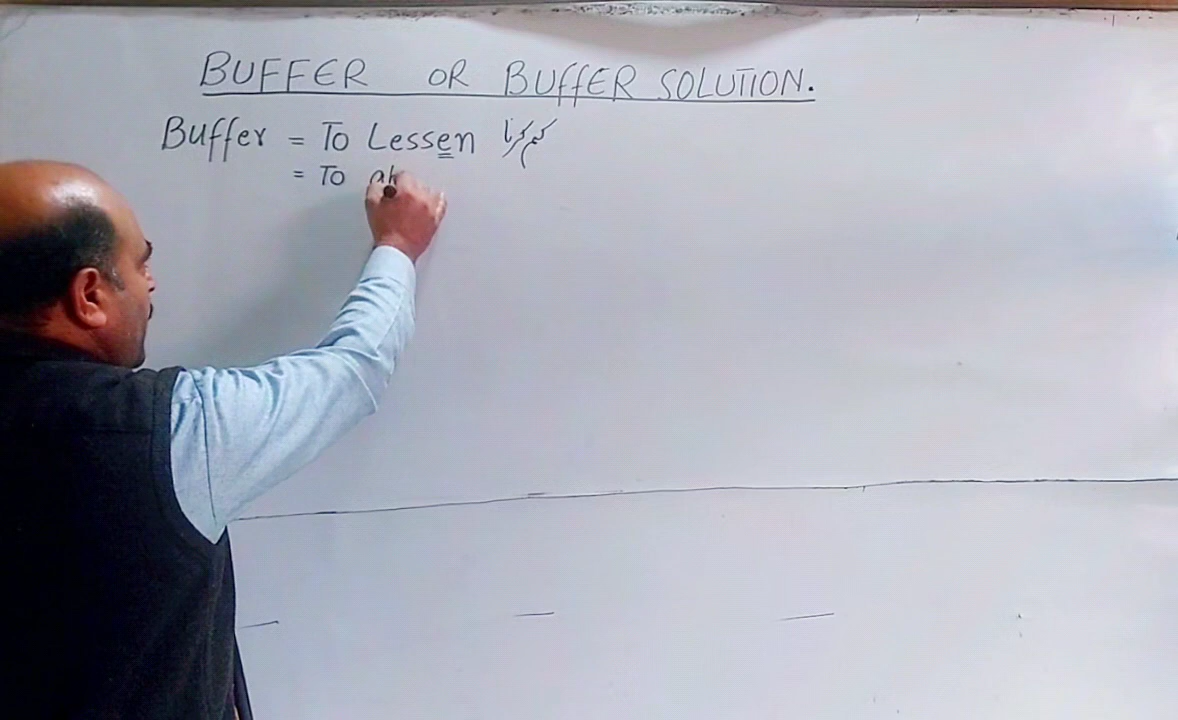 BUFFER OR BUFFER SOLUTION.
Buffer = To Lessen کم کرنا
= To